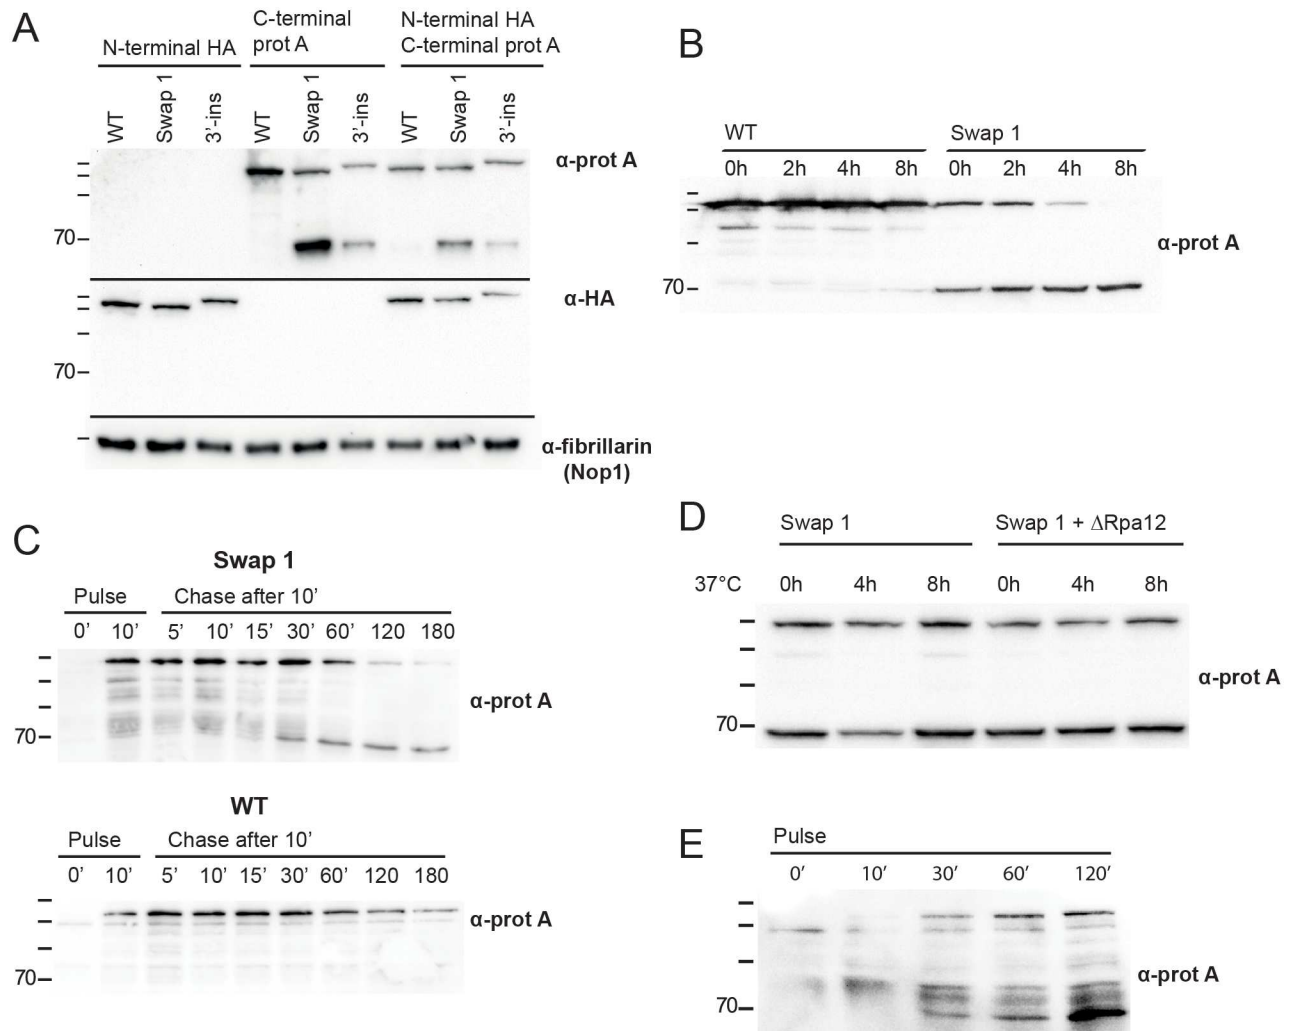 A
N-terminal HA
C-terminal
prot A
N-terminal HA
C-terminal prot A
WT Swap 1 3'-ins WT Swap 1 3'-ins WT Swap 1 3'-ins
α-prot A
70
α-HA
70
α-fibrillarin
(Nop1)
B
WT Swap 1
0h 2h 4h 8h 0h 2h 4h 8h
α-prot A
70
C
Swap 1
Pulse Chase after 10'
0' 10' 5' 10' 15' 30' 60' 120 180
α-prot A
70
WT
Pulse Chase after 10'
0' 10' 5' 10' 15' 30' 60' 120 180
α-prot A
70
D
Swap 1 Swap 1 + ΔRpa12
37°C 0h 4h 8h 0h 4h 8h
α-prot A
70
E
Pulse
0' 10' 30' 60' 120'
α-prot A
70